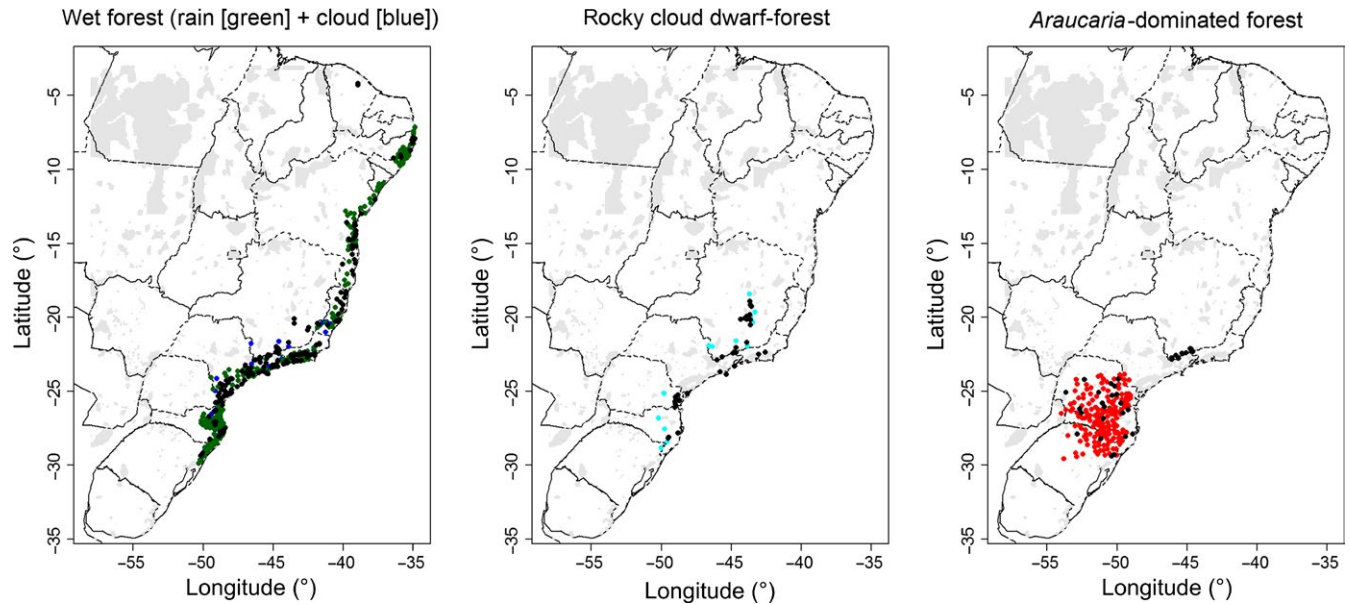 Wet forest (rain [green] + cloud [blue])
Rocky cloud dwarf-forest
Araucaria-dominated forest
Latitude (°)
−5
−10
−15
−20
−25
−30
−35
−55 −50 −45 −40 −35
Longitude (°)
Latitude (°)
−5
−10
−15
−20
−25
−30
−35
−55 −50 −45 −40 −35
Longitude (°)
Latitude (°)
−5
−10
−15
−20
−25
−30
−35
−55 −50 −45 −40 −35
Longitude (°)